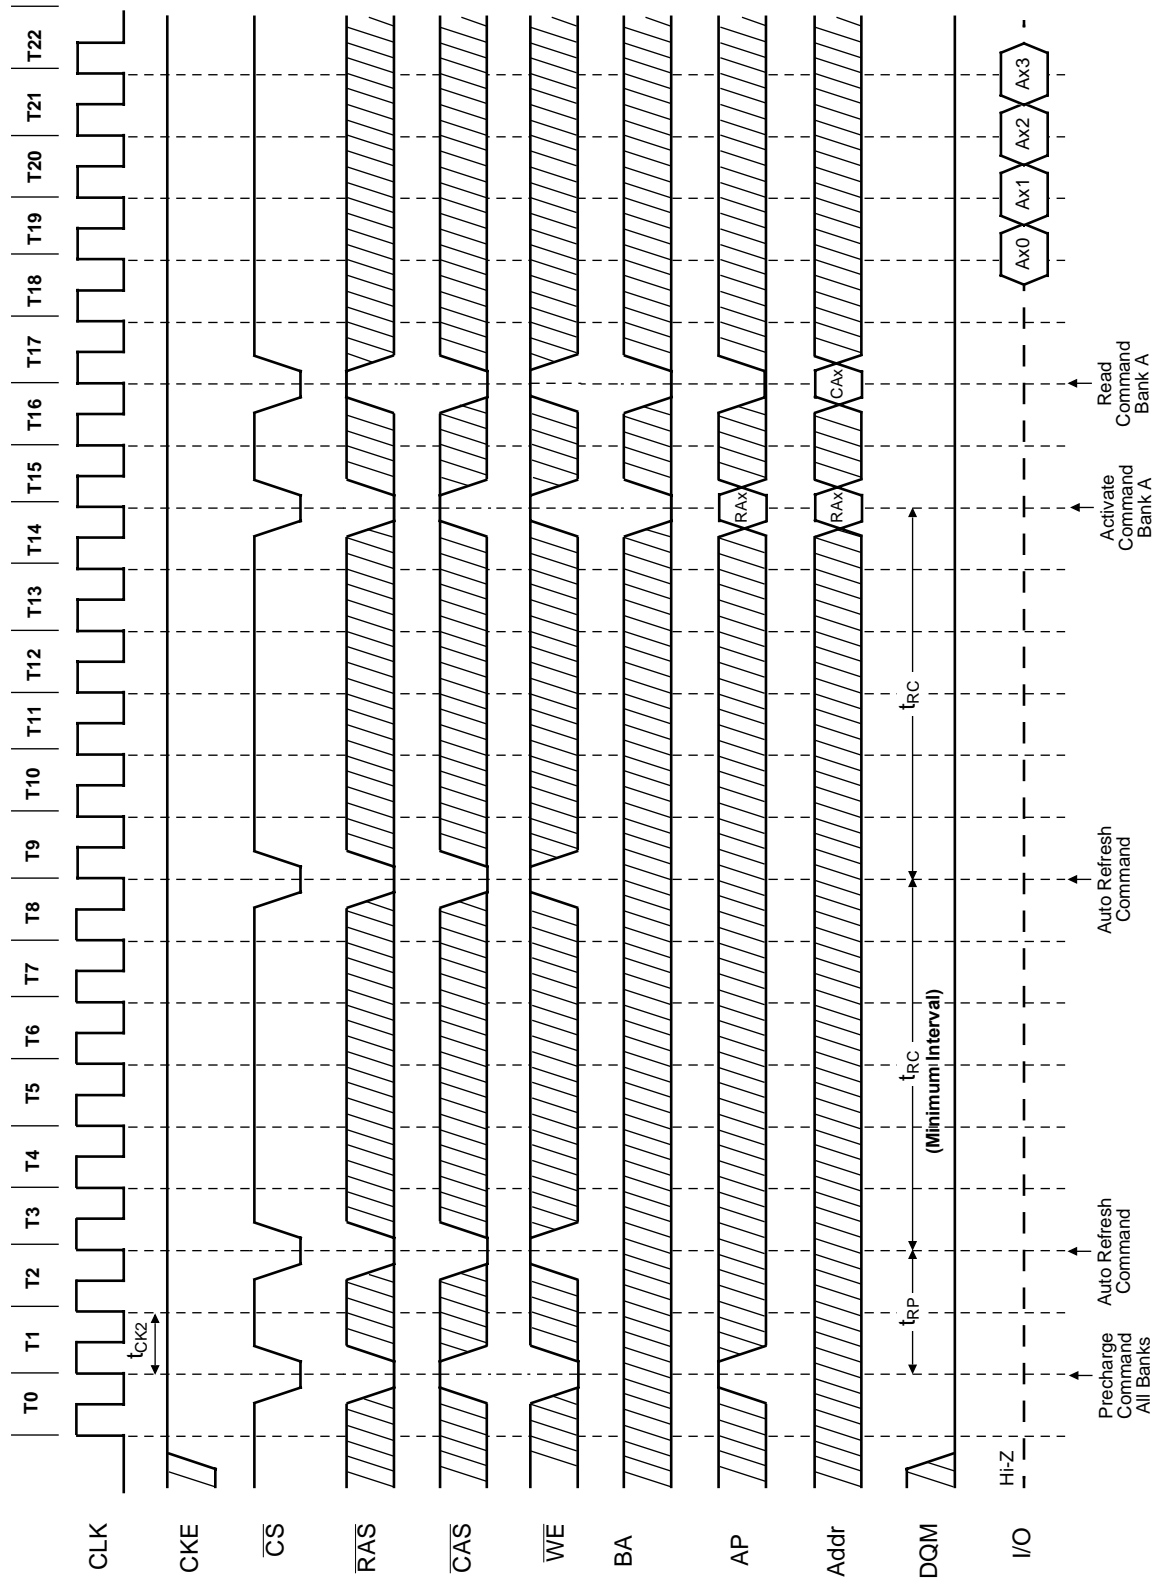 T0 T1 T2 T3 T4 T5 T6 T7 T8 T9 T10 T11 T12 T13 T14 T15 T16 T17 T18 T19 T20 T21 T22
CLK
tCK2
CKE
CS
RAS
CAS
WE
BA
AP
RAx
Addr
RAx CAx
DQM
tRP tRC tRC
(Minimum Interval)
I/O
Hi-Z
Ax0 Ax1 Ax2 Ax3
Precharge
Command
All Banks
Auto Refresh
Command
Auto Refresh
Command
Activate
Command
Bank A
Read
Command
Bank A